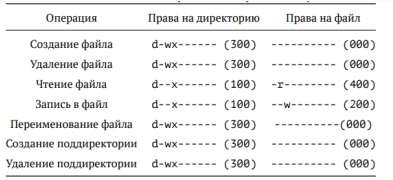 Операция Права на директорию Права на файл
Создание файла d-wx------ (300) ---------- (000)
Удаление файла d-wx------ (300) ---------- (000)
Чтение файла d--x------ (100) -r-------- (400)
Запись в файл d--x------ (100) --w------- (200)
Переименование файла d-wx------ (300) ----------(000)
Создание поддиректории d-wx------ (300) ---------- (000)
Удаление поддиректории d-wx------ (300) ---------- (000)